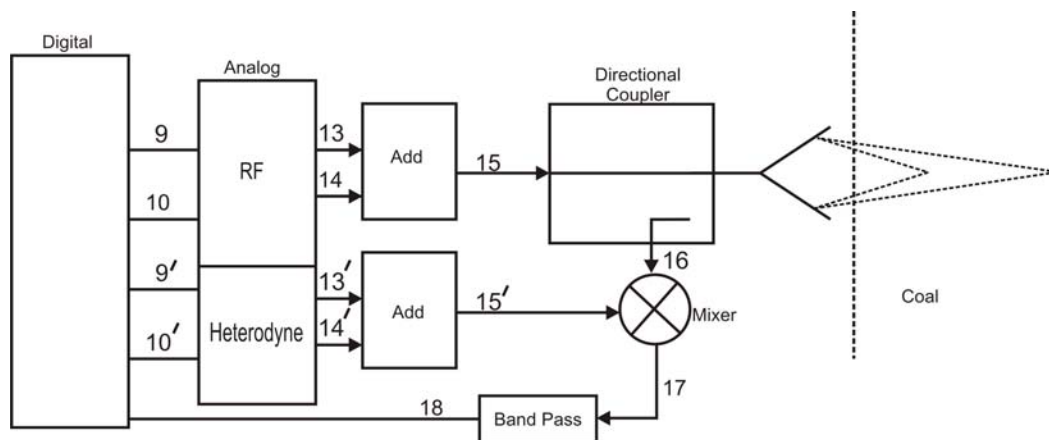 Digital
Analog
Directional
Coupler
9
13
RF
Add
15
14
10
16
9′
13′
Coal
Add
15′
Mixer
Heterodyne
14′
10′
17
18
Band Pass